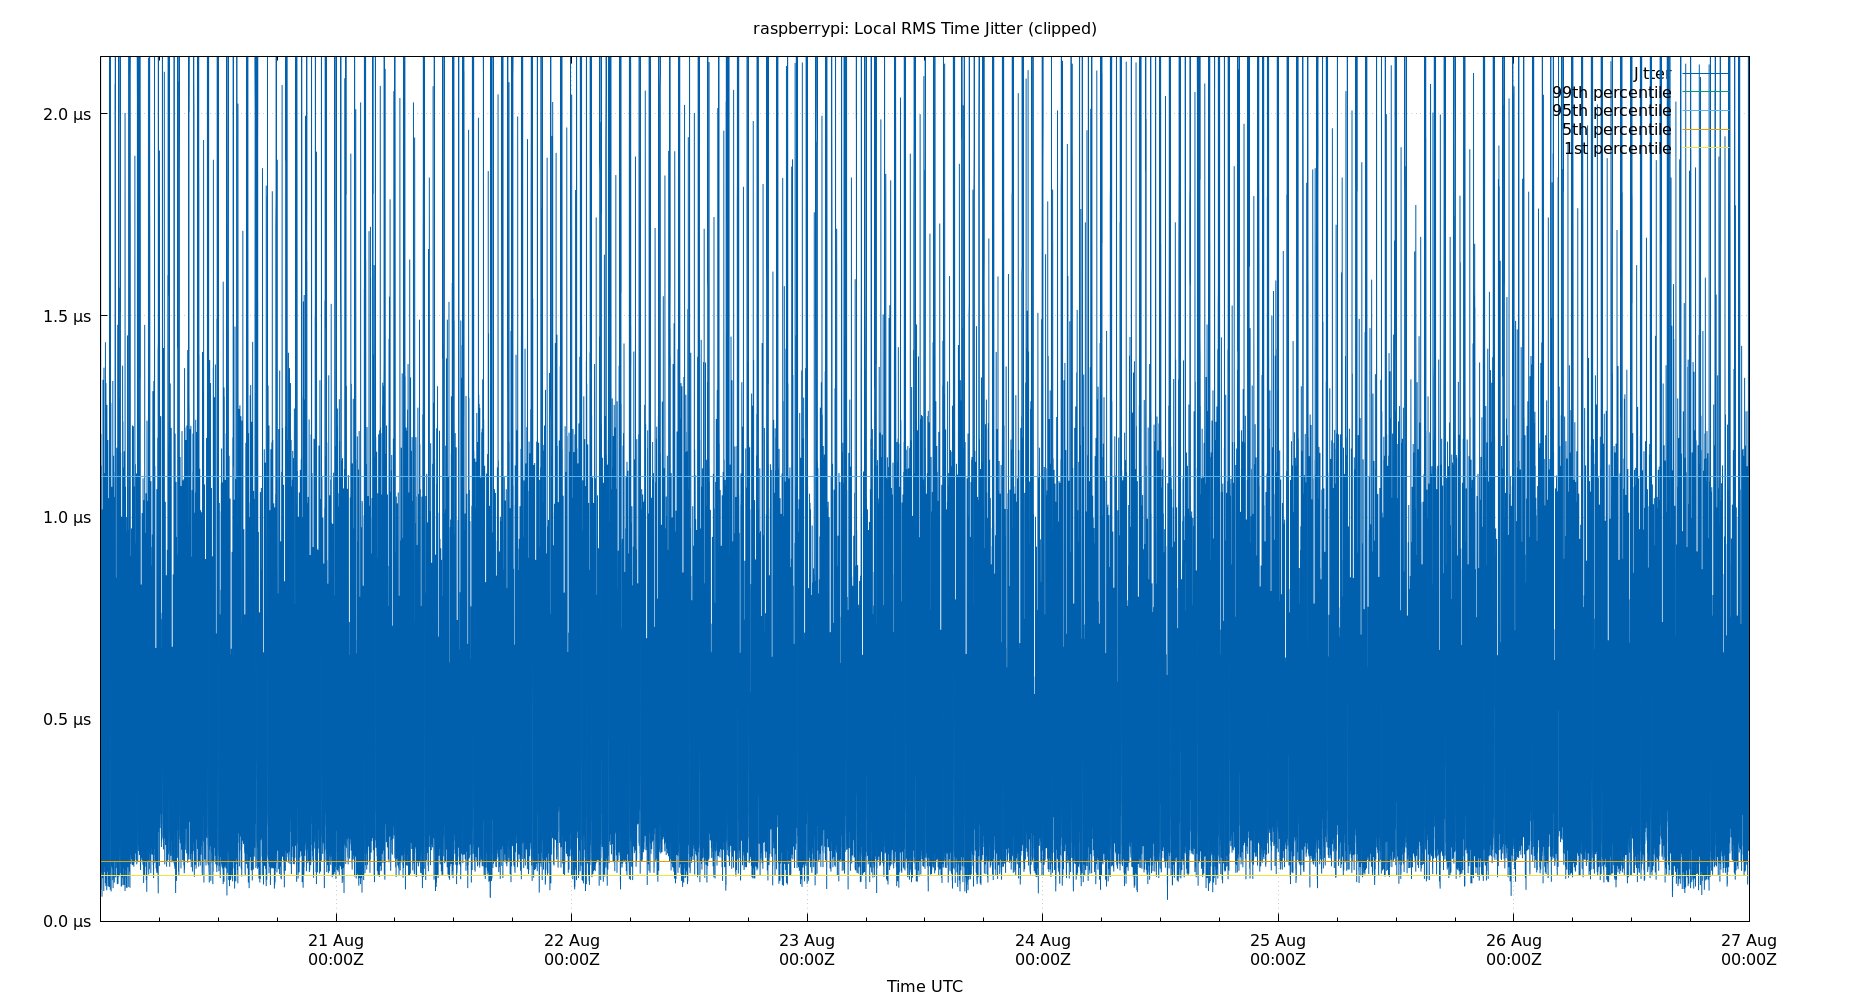 raspberrypi: Local RMS Time Jitter (clipped)
Jitter
99th percentile
95th percentile
5th percentile
1st percentile
2.0 µs
1.5 µs
1.0 µs
0.5 µs
0.0 µs
21 Aug
00:00Z
22 Aug
00:00Z
23 Aug
00:00Z
24 Aug
00:00Z
25 Aug
00:00Z
26 Aug
00:00Z
27 Aug
00:00Z
Time UTC